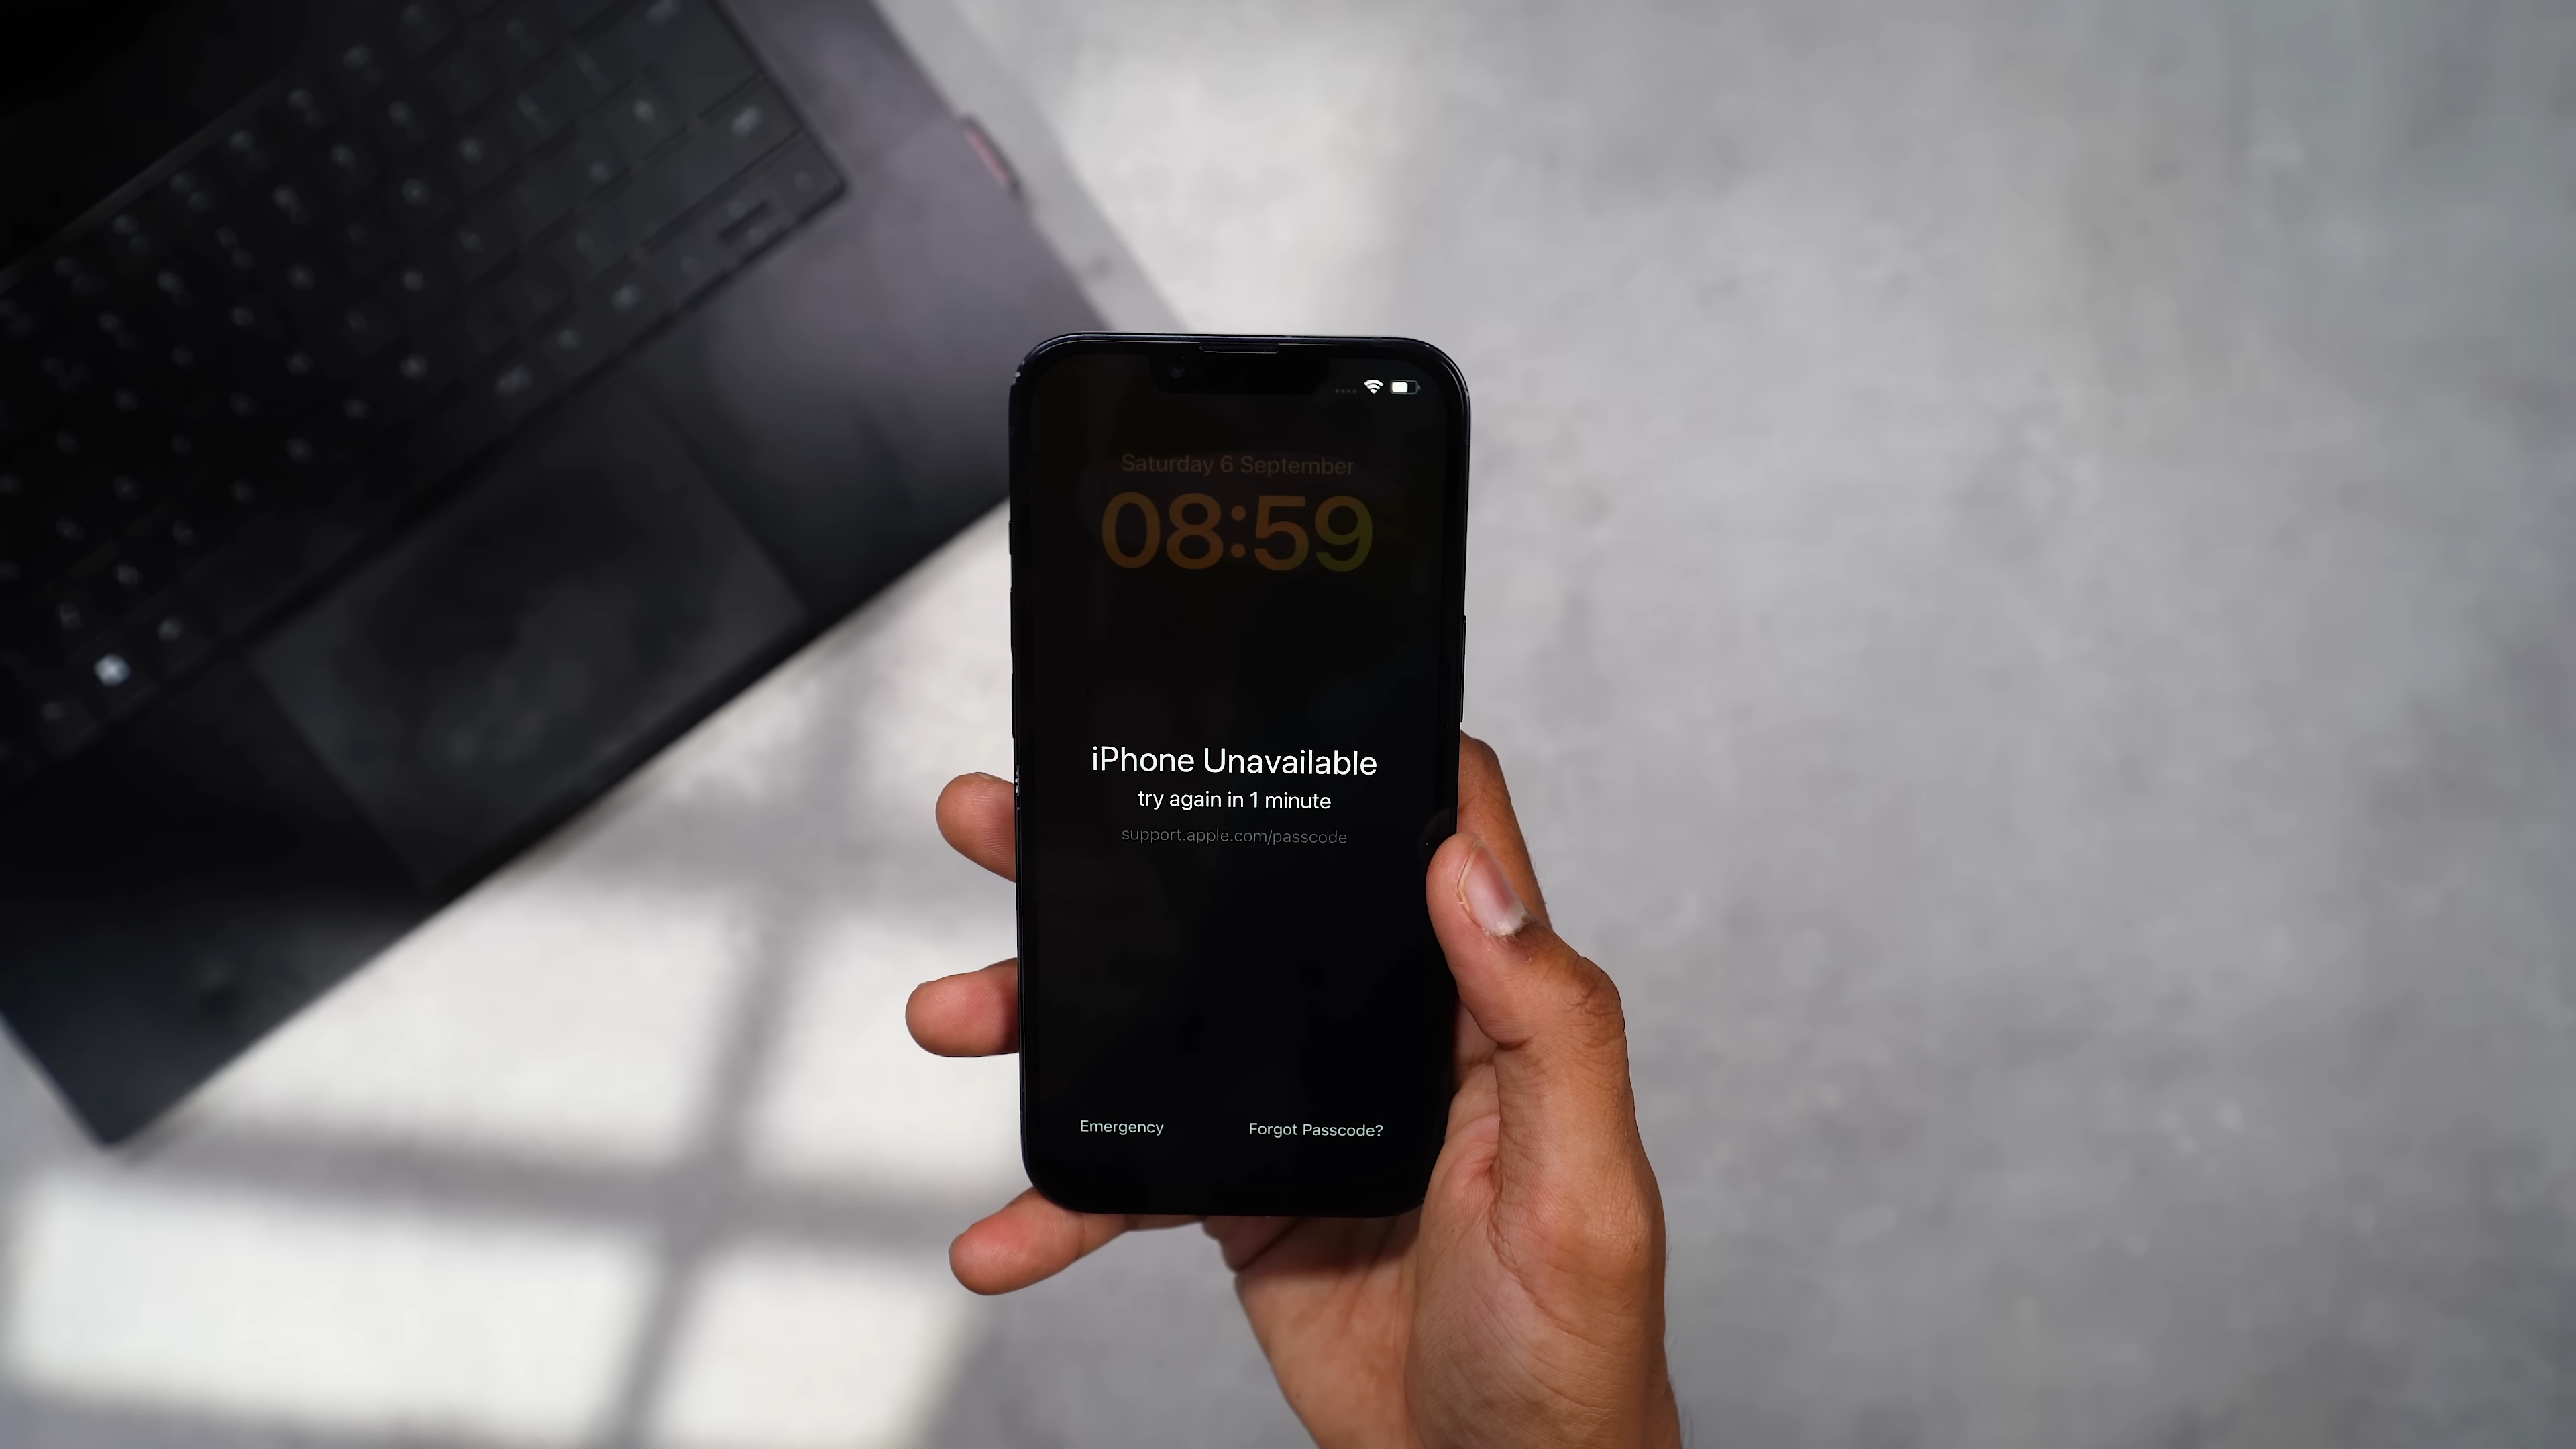 Saturday 6 September
08:59
iPhone Unavailable
try again in 1 minute
support.apple.com/passcode
Emergency
Forgot Passcode?